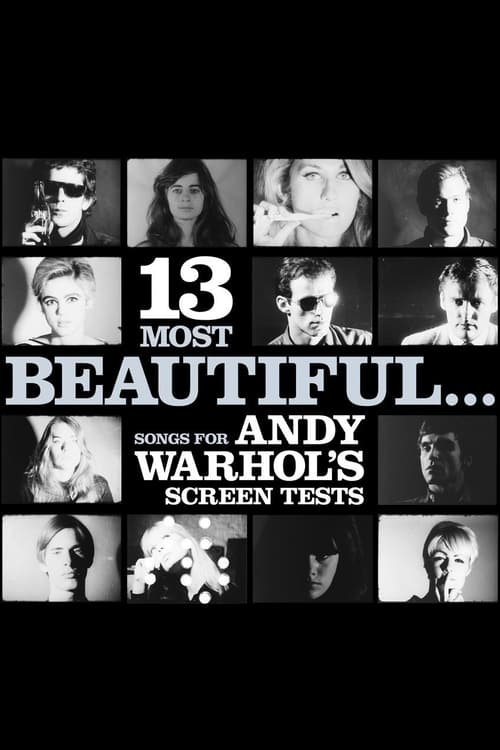 13
MOST
BEAUTIFUL...
SONGS FOR ANDY
WARHOL'S
SCREEN TESTS